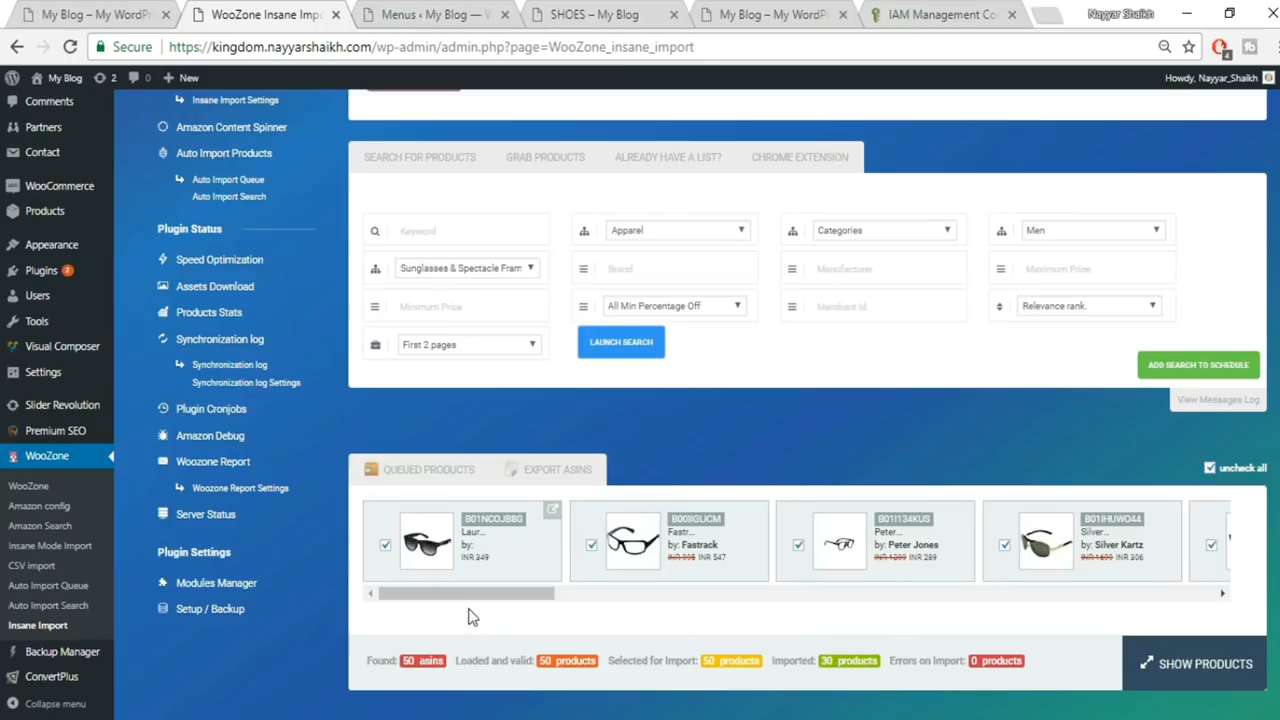 My Blog – My WordPr
WooZone Insane Impo
Menus ‹ My Blog — W
SHOES – My Blog
My Blog – My WordPr
IAM Management Co
Nayyar Shaikh
Secure
https://kingdom.nayyarshaikh.com/wp-admin/admin.php?page=WooZone_insane_import
4
My Blog
2
0
New
Howdy, Nayyar_Shaikh
Comments
Partners
Contact
WooCommerce
Products
Appearance
Plugins 2
Users
Tools
Visual Composer
Settings
Slider Revolution
Premium SEO
WooZone
WooZone
Amazon config
Amazon Search
Insane Mode Import
CSV import
Auto Import Queue
Auto Import Search
Insane Import
Backup Manager
ConvertPlus
Collapse menu
Insane Import Settings
Amazon Content Spinner
Auto Import Products
Auto Import Queue
Auto Import Search
Plugin Status
Speed Optimization
Assets Download
Products Stats
Synchronization log
Synchronization log
Synchronization log Settings
Plugin Cronjobs
Amazon Debug
Woozone Report
Woozone Report Settings
Server Status
Plugin Settings
Modules Manager
Setup / Backup
SEARCH FOR PRODUCTS
GRAB PRODUCTS
ALREADY HAVE A LIST?
CHROME EXTENSION
Keyword
Apparel
Categories
Men
Sunglasses & Spectacle Fram
Brand
Manufacturer
Maximum Price
Minimum Price
All Min Percentage Off
Merchant Id
Relevance rank.
First 2 pages
LAUNCH SEARCH
ADD SEARCH TO SCHEDULE
View Messages Log
QUEUED PRODUCTS
EXPORT ASINS
uncheck all
B01NCOJB8G
Laur...
by:
INR 349
B00IIGLICM
Fastr...
by: Fastrack
INR 995 INR 547
B01I134KUS
Peter...
by: Peter Jones
INR 1299 INR 289
B01IHUWO44
Silver...
by: Silver Kartz
INR 1699 INR 306
Found: 50 asins
Loaded and valid: 50 products
Selected for Import: 50 products
Imported: 30 products
Errors on Import: 0 products
SHOW PRODUCTS